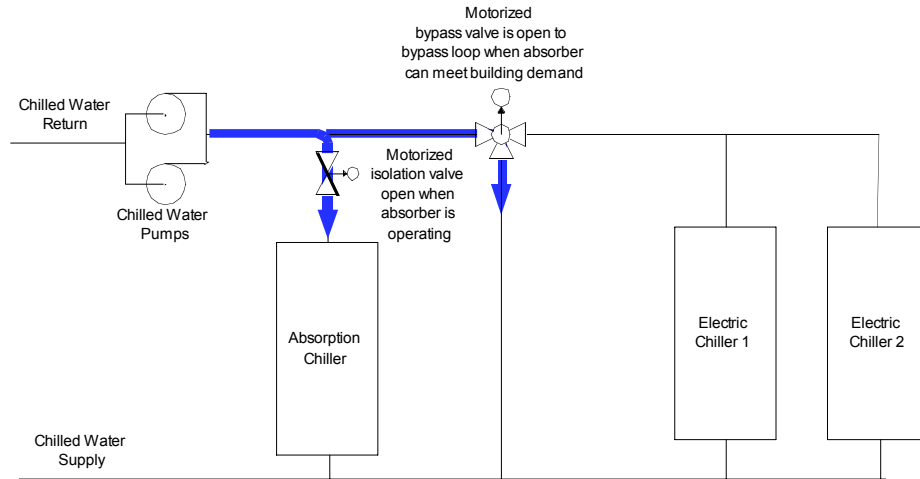 Motorized
bypass valve is open to
bypass loop when absorber
can meet building demand
Chilled Water
Return
Motorized
isolation valve
open when
absorber is
operating
Chilled Water
Pumps
Absorption
Chiller
Electric
Chiller 1
Electric
Chiller 2
Chilled Water
Supply